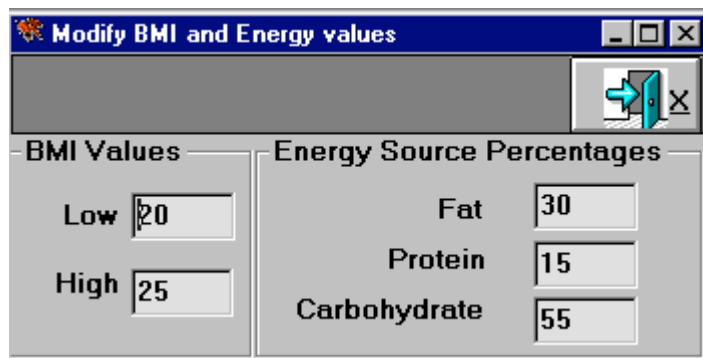 Modify BMI and Energy values
X
BMI Values
Low 20
High 25
Energy Source Percentages
Fat 30
Protein 15
Carbohydrate 55